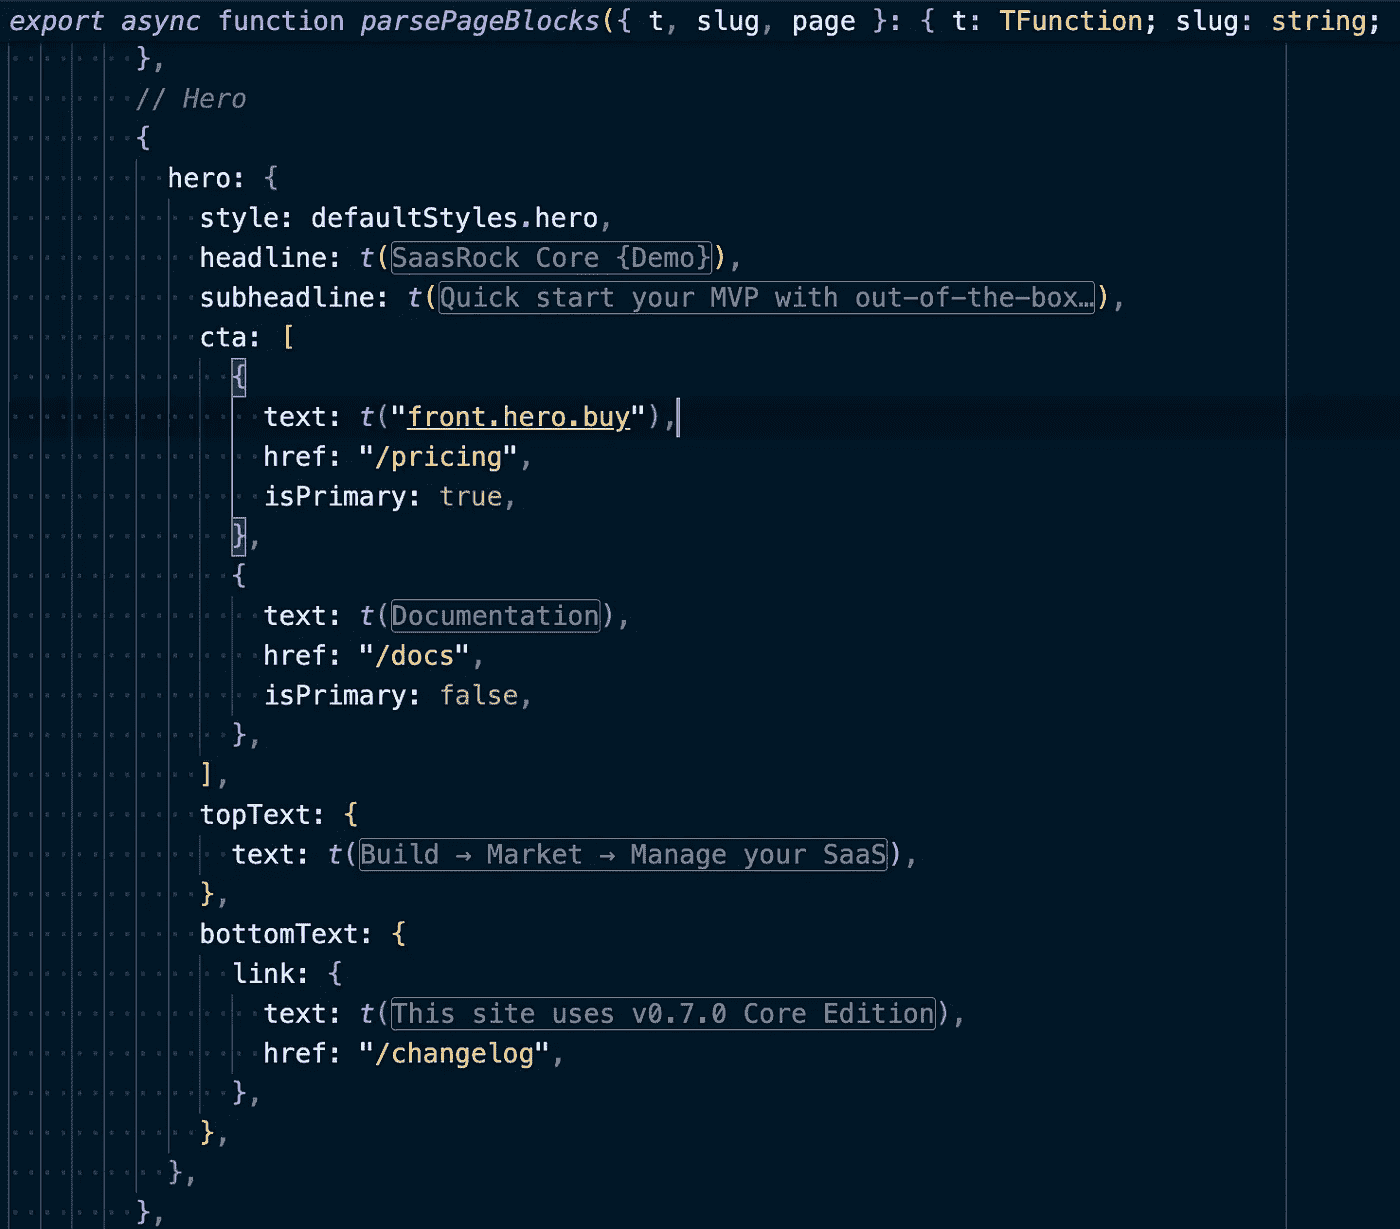 export async function parsePageBlocks({ t, slug, page }: { t: TFunction; slug: string;
},
// Hero
{
hero: {
style: defaultStyles.hero,
headline: t(SaasRock Core {Demo}),
subheadline: t(Quick start your MVP with out-of-the-box…),
cta: [
{
text: t("front.hero.buy"),
href: "/pricing",
isPrimary: true,
},
{
text: t(Documentation),
href: "/docs",
isPrimary: false,
},
],
topText: {
text: t(Build → Market → Manage your SaaS),
},
bottomText: {
link: {
text: t(This site uses v0.7.0 Core Edition),
href: "/changelog",
},
},
},
},